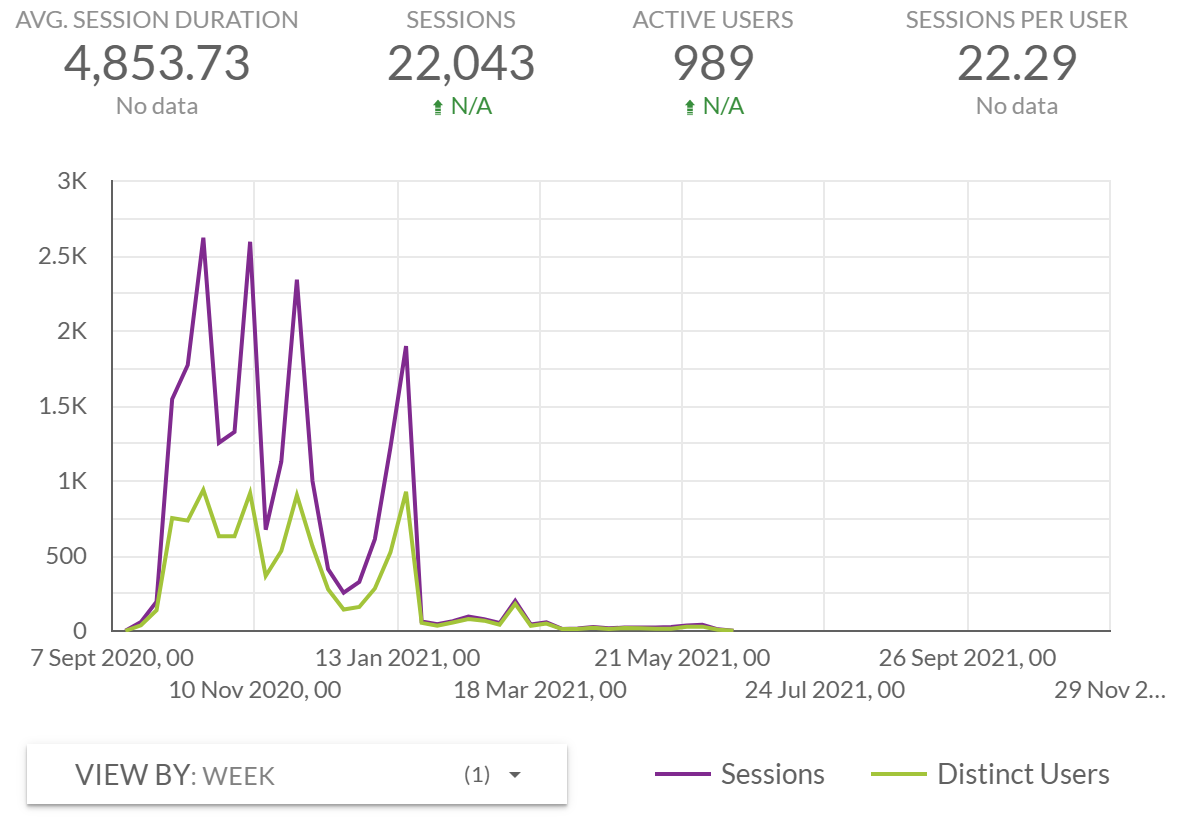 AVG. SESSION DURATION SESSIONS ACTIVE USERS SESSIONS PER USER
4,853.73 22,043 989 22.29
No data N/A N/A No data
3K
2.5K
2K
1.5K
1K
500
0
7 Sept 2020, 00 13 Jan 2021, 00 21 May 2021, 00 26 Sept 2021, 00
10 Nov 2020, 00 18 Mar 2021, 00 24 Jul 2021, 00 29 Nov 2...
VIEW BY: WEEK (1) Sessions Distinct Users